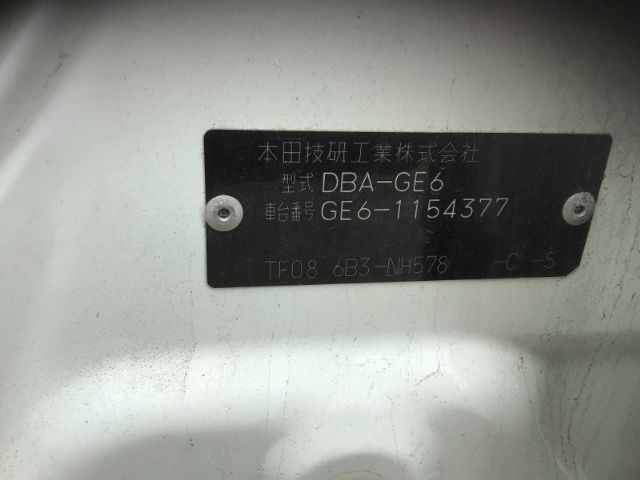 本田技研工業株式会社
型式 DBA-GE6
車台番号 GE6-1154377
TF08 6B3-NH578 -C -S